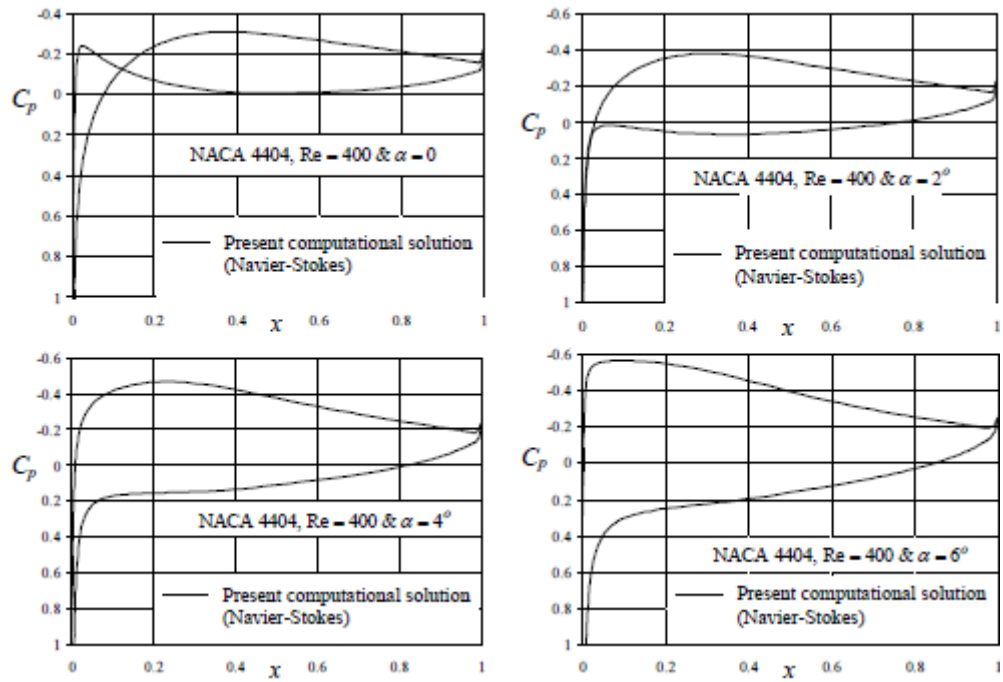 -0.4
-0.2
C_p
0
0.2
NACA 4404, Re = 400 & α = 0
0.4
0.6
Present computational solution
(Navier-Stokes)
0.8
1
0 0.2 0.4 0.6 0.8 1
x
-0.6
-0.4
-0.2
C_p
0
0.2
NACA 4404, Re = 400 & α = 2°
0.4
0.6
Present computational solution
(Navier-Stokes)
0.8
1
0 0.2 0.4 0.6 0.8 1
x
-0.6
-0.4
-0.2
C_p
0
0.2
NACA 4404, Re = 400 & α = 4°
0.4
0.6
Present computational solution
(Navier-Stokes)
0.8
1
0 0.2 0.4 0.6 0.8 1
x
-0.6
-0.4
-0.2
C_p
0
0.2
0.4
NACA 4404, Re = 400 & α = 6°
0.6
Present computational solution
(Navier-Stokes)
0.8
1
0 0.2 0.4 0.6 0.8 1
x